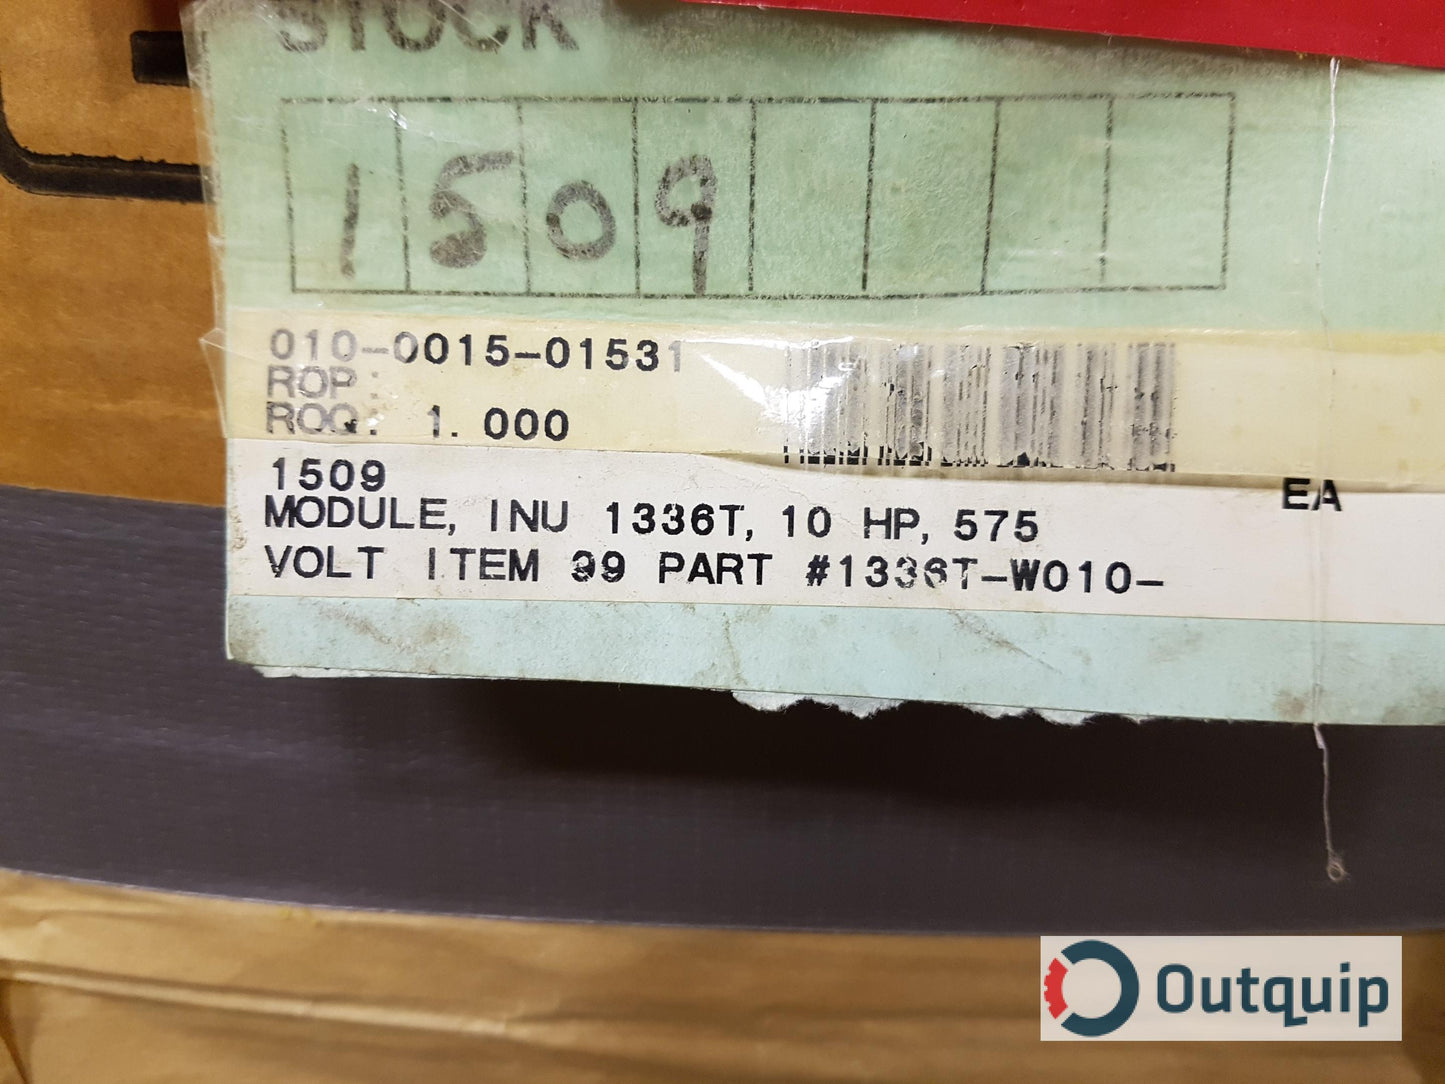 STOCK
1509
010-0015-01531
ROP:
ROQ: 1.000
1509
EA
MODULE, INU 1336T, 10 HP, 575
VOLT ITEM 99 PART #1336T-W010-
Outquip